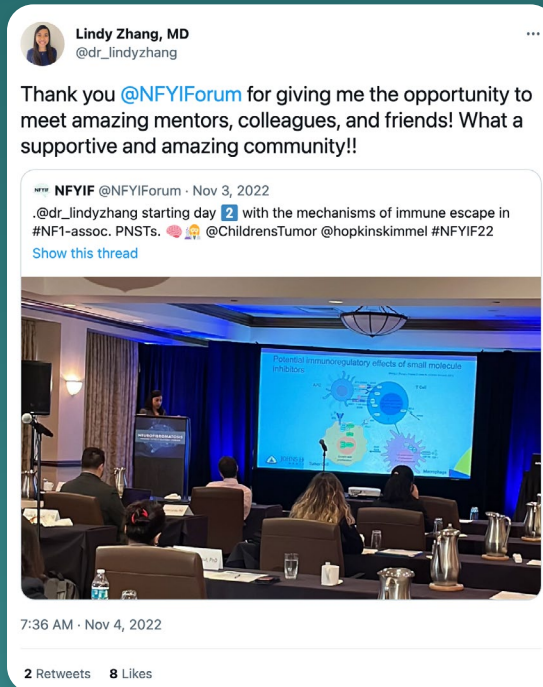 Lindy Zhang, MD
@dr_lindyzhang
Thank you @NFYIForum for giving me the opportunity to
meet amazing mentors, colleagues, and friends! What a
supportive and amazing community!!
NFYIF NFYIF @NFYIForum · Nov 3, 2022
.@dr_lindyzhang starting day 2 with the mechanisms of immune escape in
#NF1-assoc. PNSTs. 🧠 👩‍🔬 @ChildrensTumor @hopkinskimmel #NFYIF22
Show this thread
Potential immunoregulatory effects of small molecule
inhibitors
T Cell
Macrophage
7:36 AM · Nov 4, 2022
2 Retweets 8 Likes